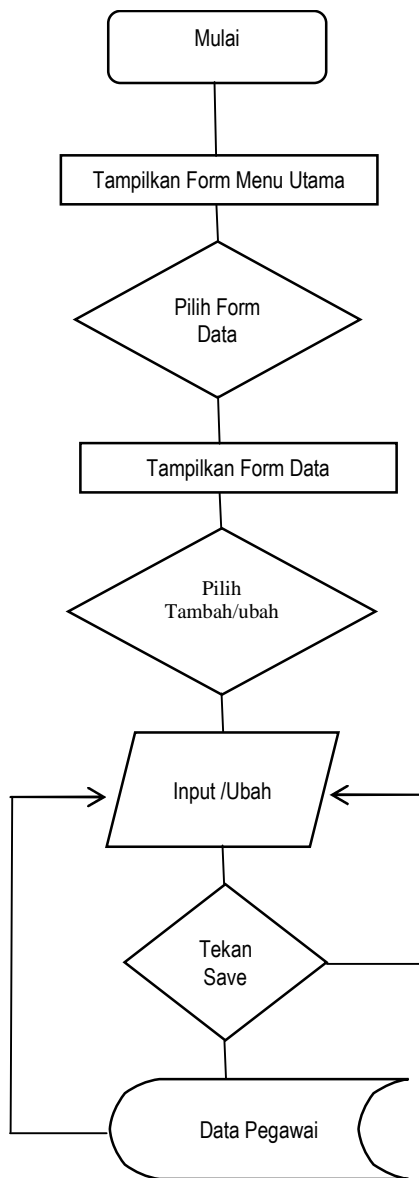 Mulai
Tampilkan Form Menu Utama
Pilih Form
Data
Tampilkan Form Data
Pilih
Tambah/ubah
Input /Ubah
Tekan
Save
Data Pegawai